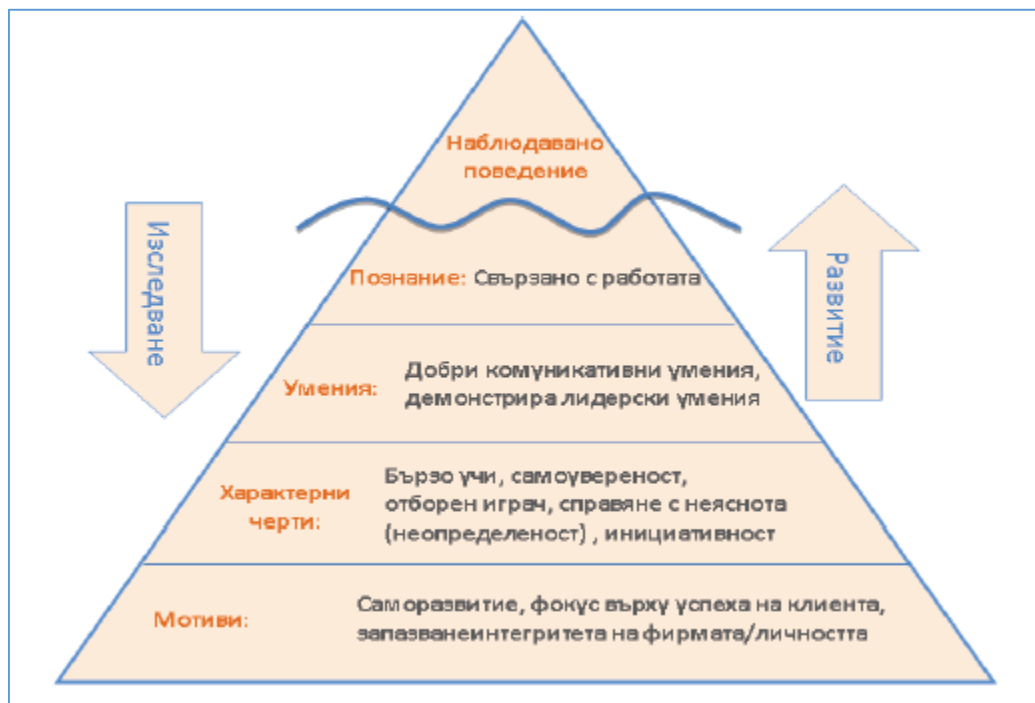 Наблюдавано
поведение
Изследване
Развитие
Познание: Свързано с работата
Умения: Добри комуникативни умения,
демонстрира лидерски умения
Характерни
черти:
Бързо учи, самоувереност,
отборен играч, справяне с неяснота
(неопределеност) , инициативност
Мотиви: Саморазвитие, фокус върху успеха на клиента,
запазванеинтегритета на фирмата/личността